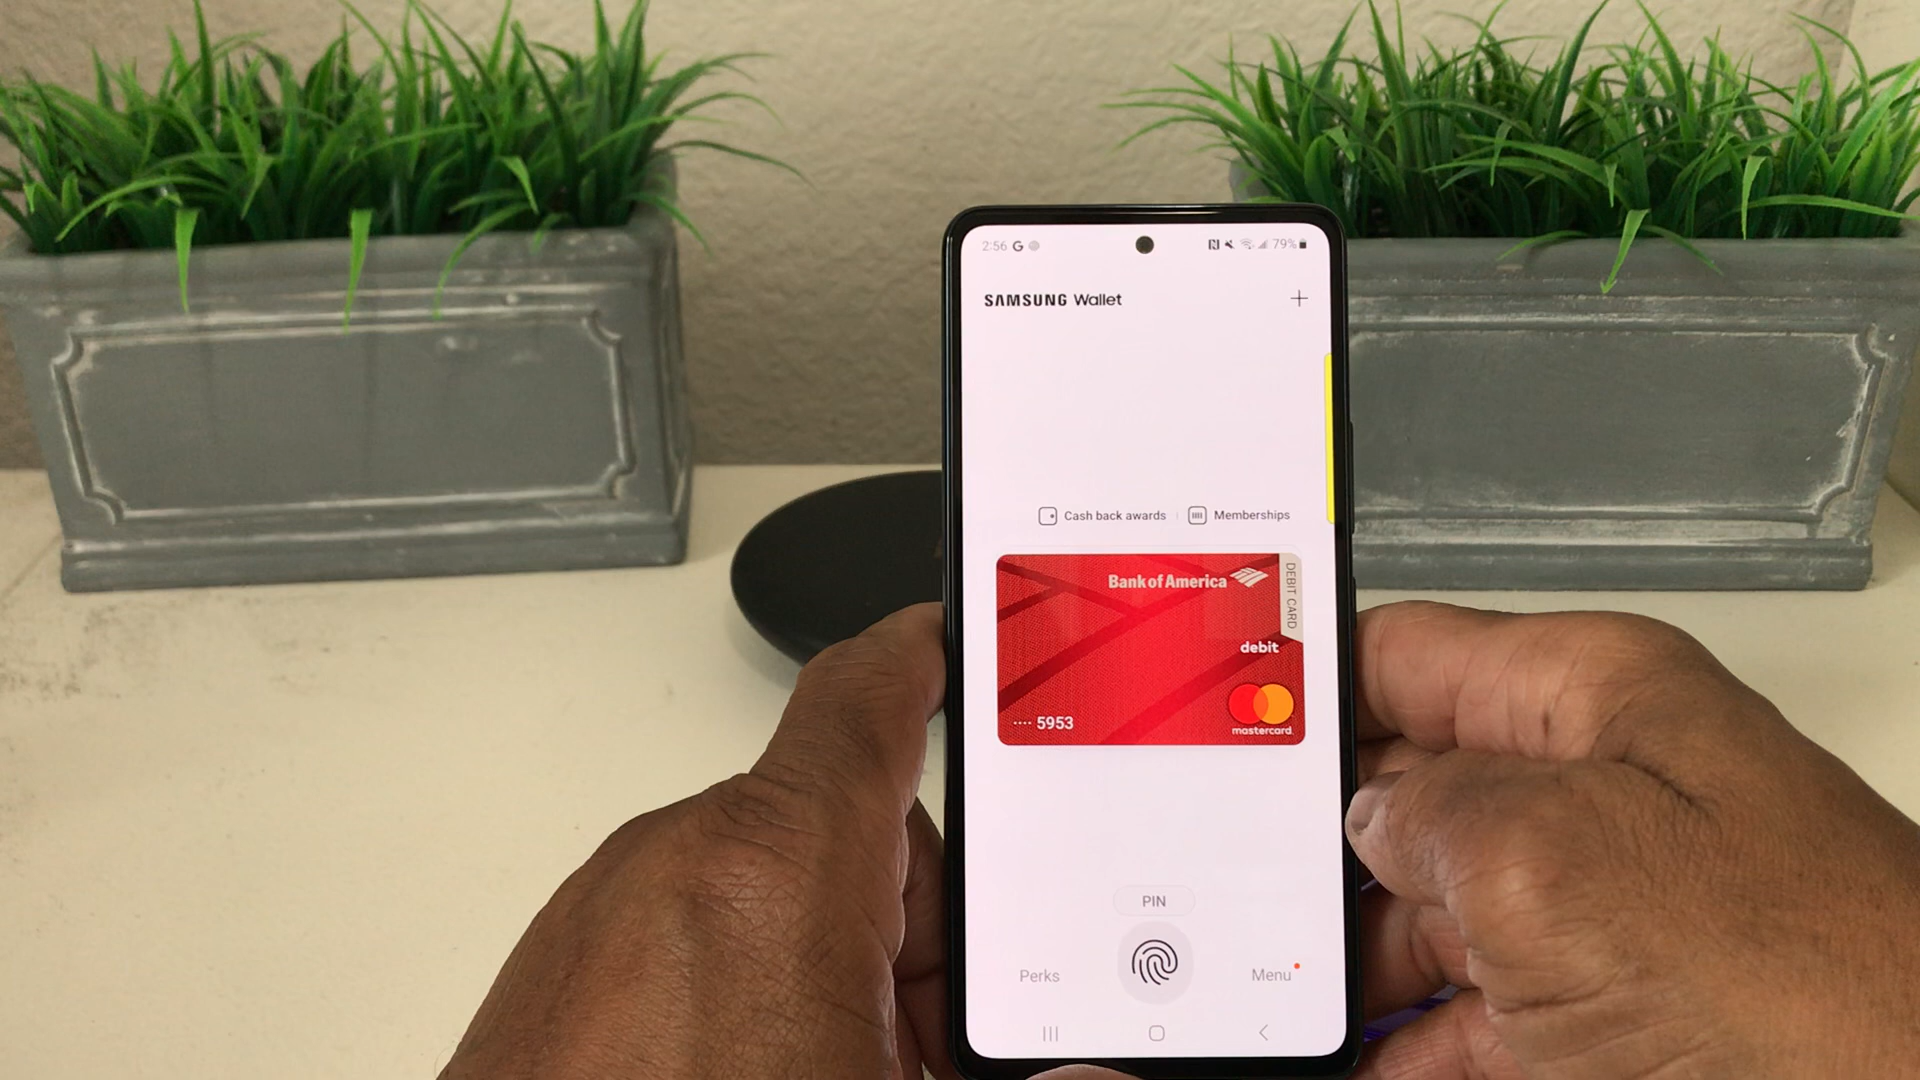 2:56 G
79%
SAMSUNG Wallet
Cash back awards
Memberships
Bank of America
DEBIT CARD
debit
···· 5953
mastercard
PIN
Perks
Menu